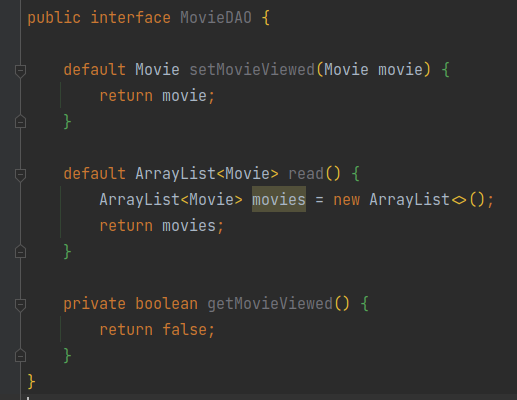 public interface MovieDAO {
default Movie setMovieViewed(Movie movie) {
return movie;
}
default ArrayList<Movie> read() {
ArrayList<Movie> movies = new ArrayList<>();
return movies;
}
private boolean getMovieViewed() {
return false;
}
}